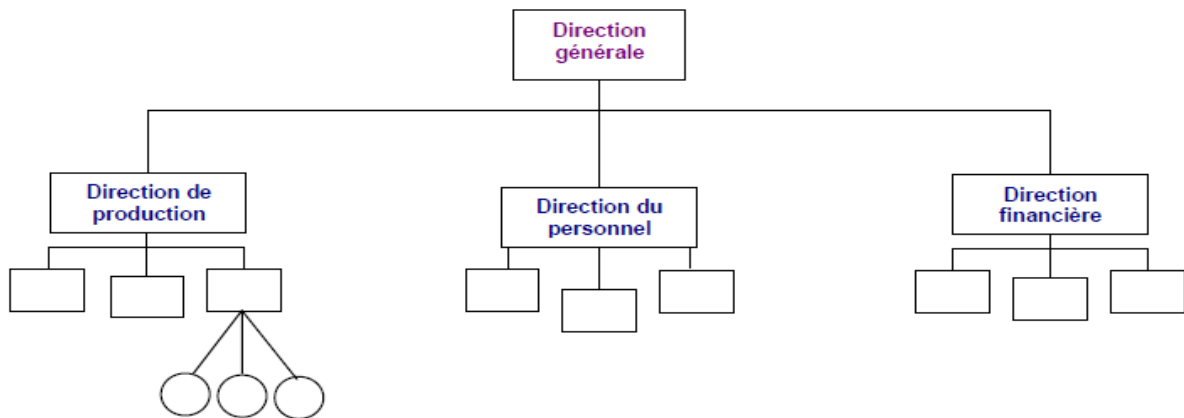 Direction
générale
Direction de
production
Direction du
personnel
Direction
financière